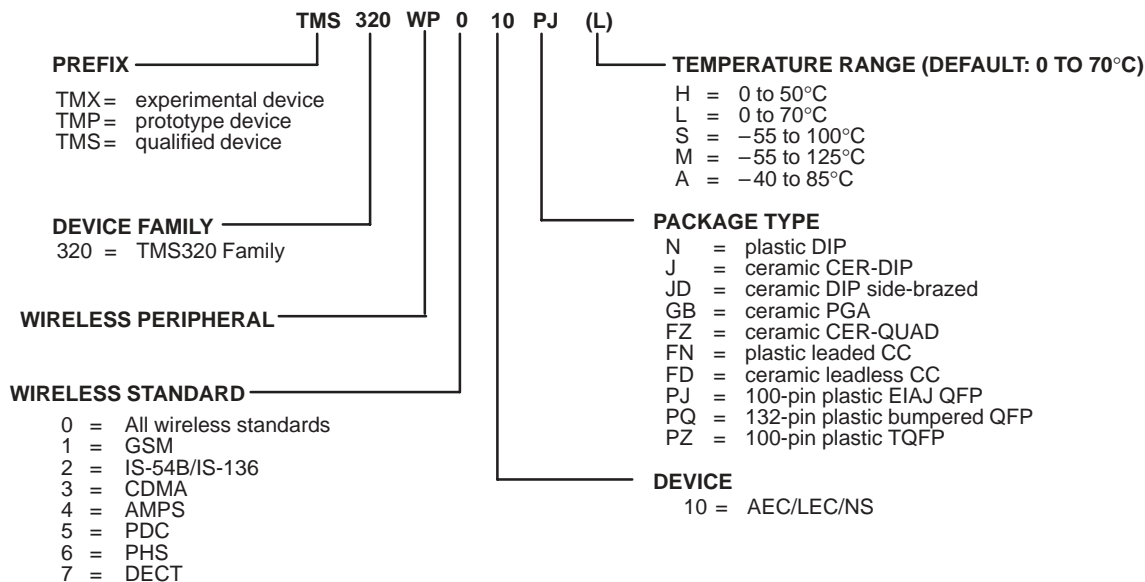 TMS 320 WP 0 10 PJ (L)
PREFIX
TMX = experimental device
TMP = prototype device
TMS = qualified device
DEVICE FAMILY
320 = TMS320 Family
WIRELESS PERIPHERAL
WIRELESS STANDARD
0 = All wireless standards
1 = GSM
2 = IS-54B/IS-136
3 = CDMA
4 = AMPS
5 = PDC
6 = PHS
7 = DECT
TEMPERATURE RANGE (DEFAULT: 0 TO 70°C)
H = 0 to 50°C
L = 0 to 70°C
S = –55 to 100°C
M = –55 to 125°C
A = –40 to 85°C
PACKAGE TYPE
N = plastic DIP
J = ceramic CER-DIP
JD = ceramic DIP side-brazed
GB = ceramic PGA
FZ = ceramic CER-QUAD
FN = plastic leaded CC
FD = ceramic leadless CC
PJ = 100-pin plastic EIAJ QFP
PQ = 132-pin plastic bumpered QFP
PZ = 100-pin plastic TQFP
DEVICE
10 = AEC/LEC/NS